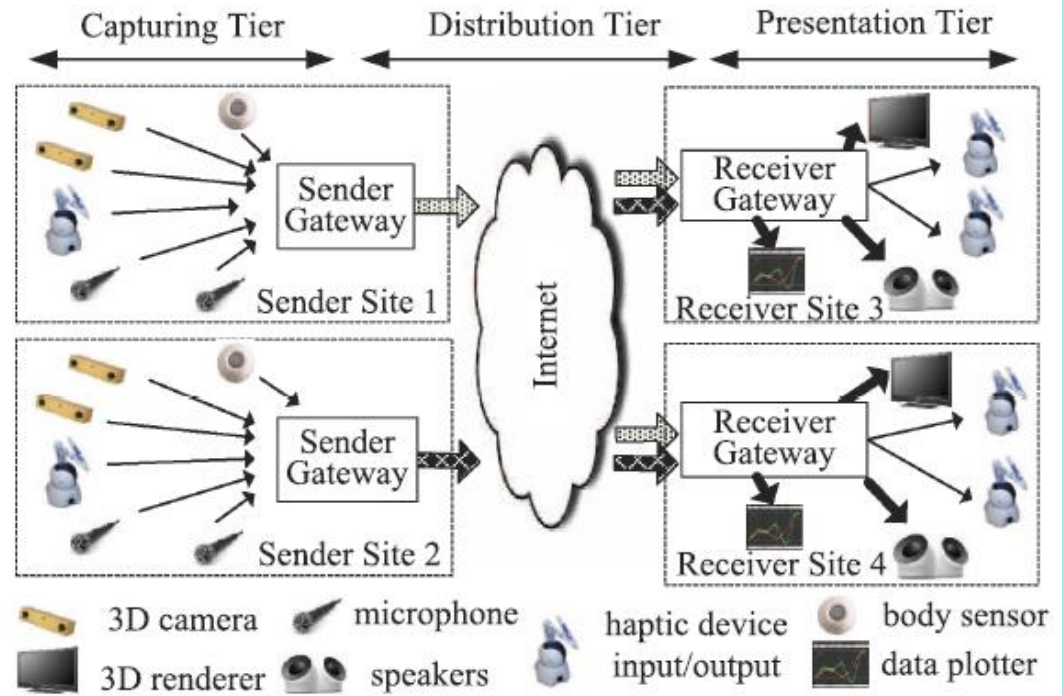 Capturing Tier
Distribution Tier
Presentation Tier
Sender
Gateway
Sender Site 1
Internet
Receiver
Gateway
Receiver Site 3
Sender
Gateway
Sender Site 2
Receiver
Gateway
Receiver Site 4
3D camera
microphone
haptic device
input/output
body sensor
3D renderer
speakers
data plotter